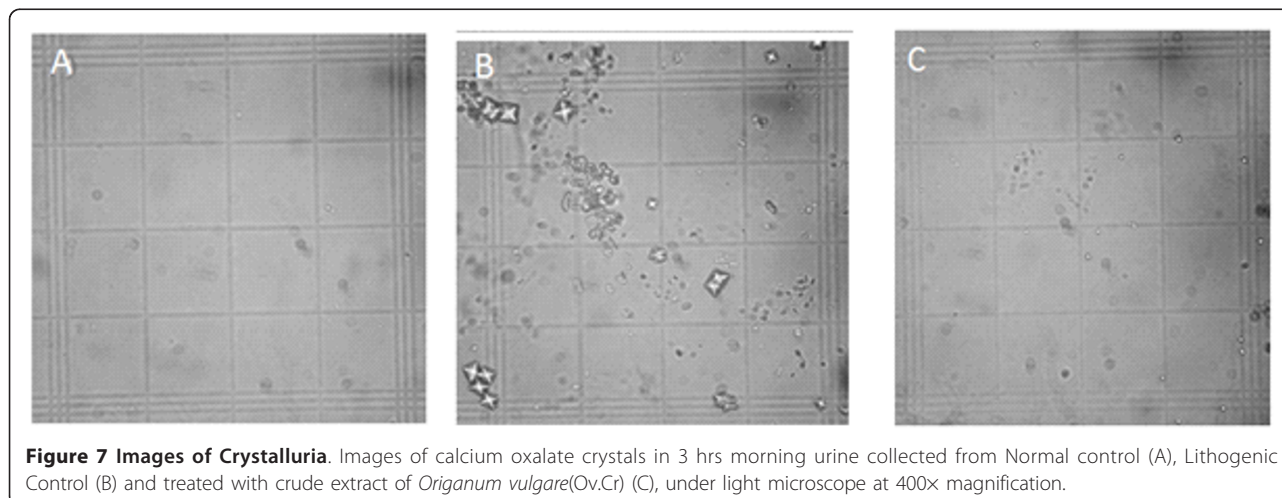 A
B
C
Figure 7 Images of Crystalluria. Images of calcium oxalate crystals in 3 hrs morning urine collected from Normal control (A), Lithogenic
Control (B) and treated with crude extract of Origanum vulgare(Ov.Cr) (C), under light microscope at 400× magnification.